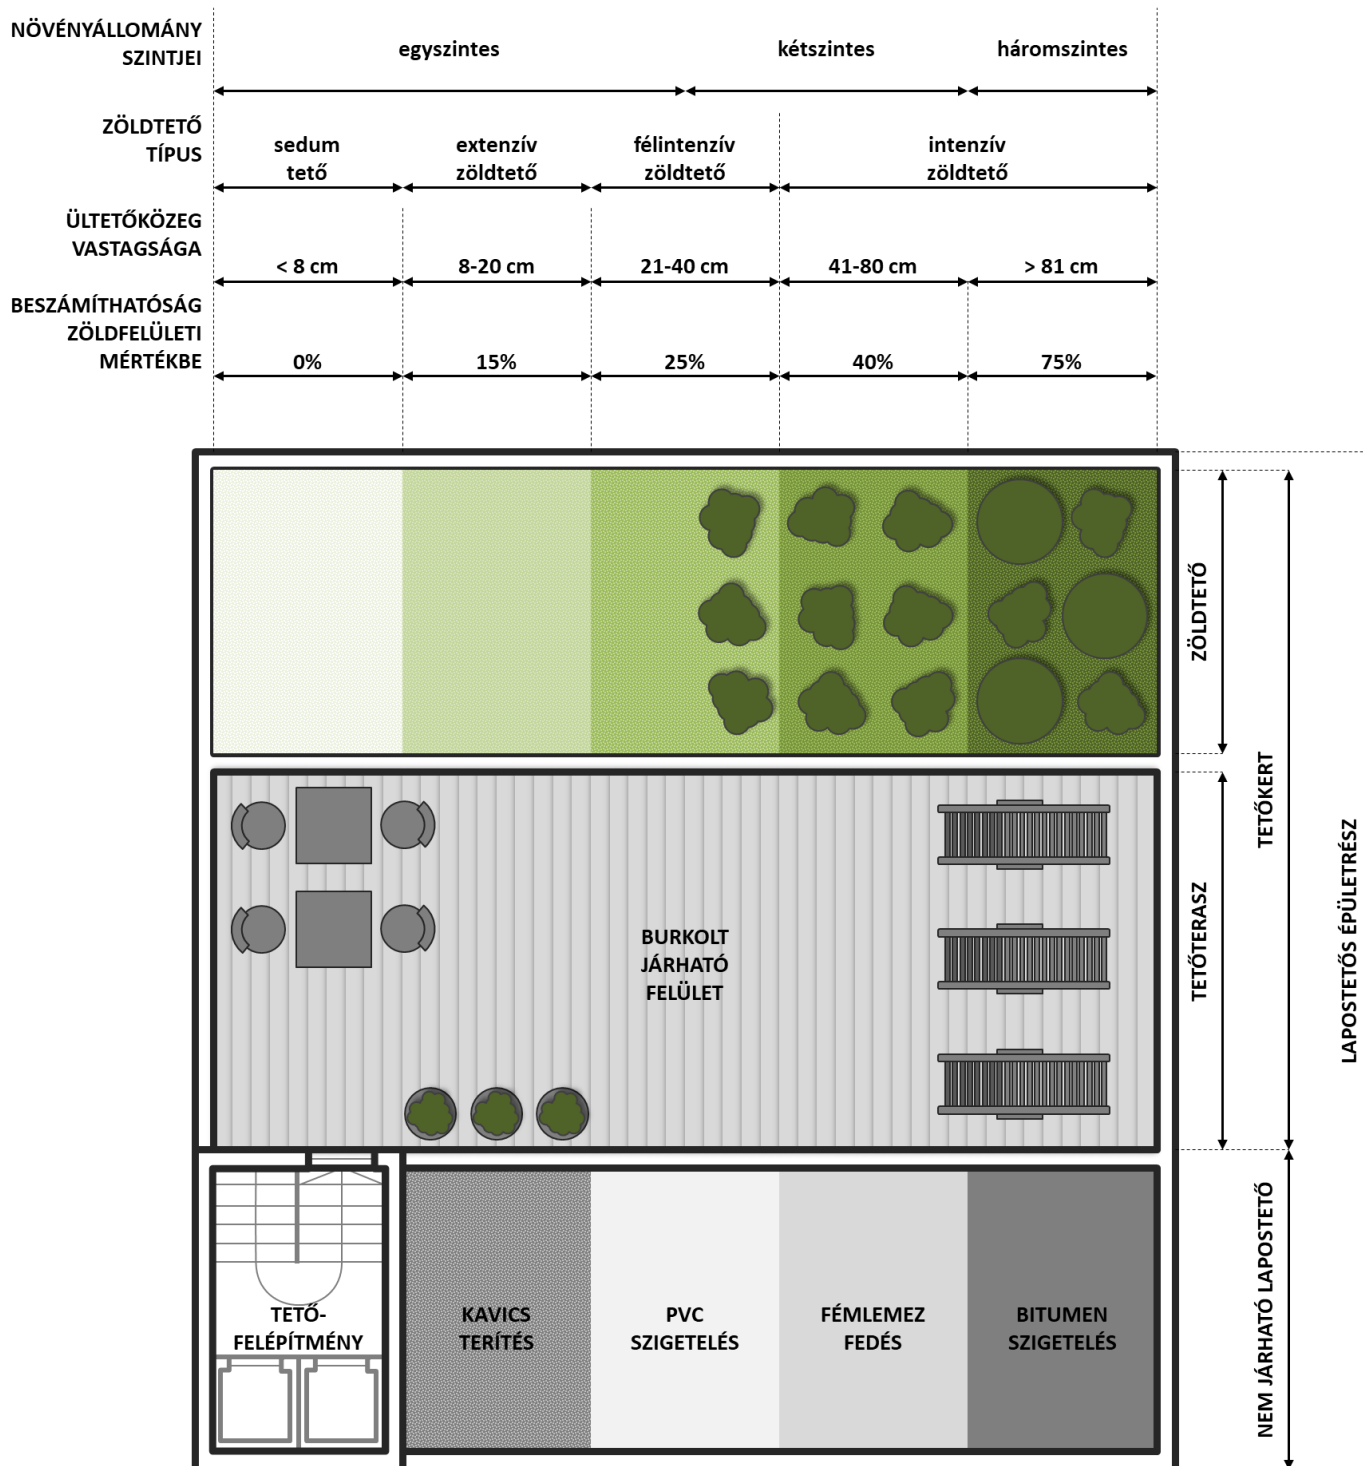 NÖVÉNYÁLLOMÁNY
SZINTJEI
egyszintes
kétszintes
háromszintes
ZÖLDTETŐ
TÍPUS
sedum
tető
extenzív
zöldtető
félintenzív
zöldtető
intenzív
zöldtető
ÜLTETŐKÖZEG
VASTAGSÁGA
< 8 cm
8-20 cm
21-40 cm
41-80 cm
> 81 cm
BESZÁMÍTHATÓSÁG
ZÖLDFELÜLETI
MÉRTÉKBE
0%
15%
25%
40%
75%
ZÖLDTETŐ
TETŐKERT
LAPOSTETŐS ÉPÜLETRÉSZ
BURKOLT
JÁRHATÓ
FELÜLET
TETŐTERASZ
TETŐ-
FELÉPÍTMÉNY
KAVICS
TERÍTÉS
PVC
SZIGETELÉS
FÉMLEMEZ
FEDÉS
BITUMEN
SZIGETELÉS
NEM JÁRHATÓ LAPOSTETŐ